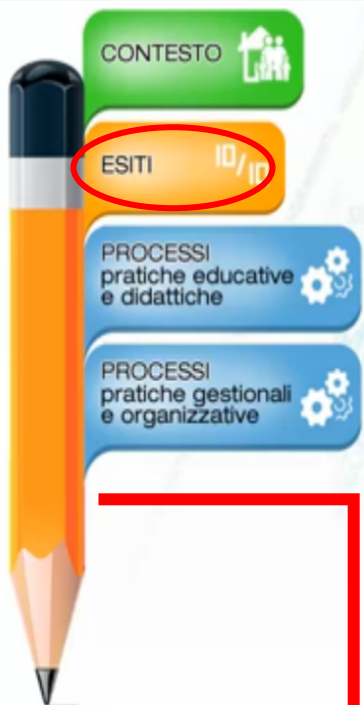 CONTESTO
ESITI 10/10
PROCESSI
pratiche educative
e didattiche
PROCESSI
pratiche gestionali
e organizzative